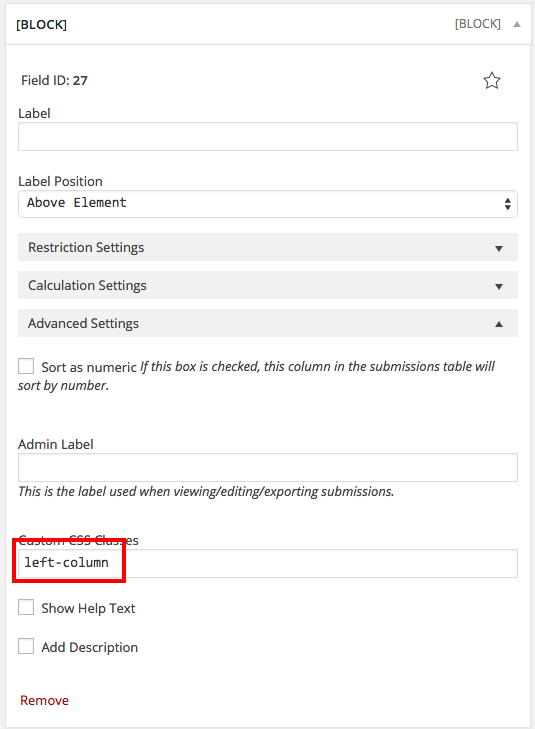 [BLOCK] [BLOCK]
Field ID: 27
Label
Label Position
Above Element
Restriction Settings
Calculation Settings
Advanced Settings
Sort as numeric If this box is checked, this column in the submissions table will
sort by number.
Admin Label
This is the label used when viewing/editing/exporting submissions.
Custom CSS Classes
left-column
Show Help Text
Add Description
Remove